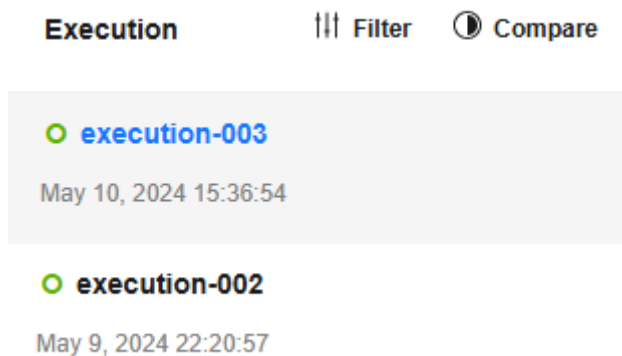 Execution Filter Compare
execution-003
May 10, 2024 15:36:54
execution-002
May 9, 2024 22:20:57